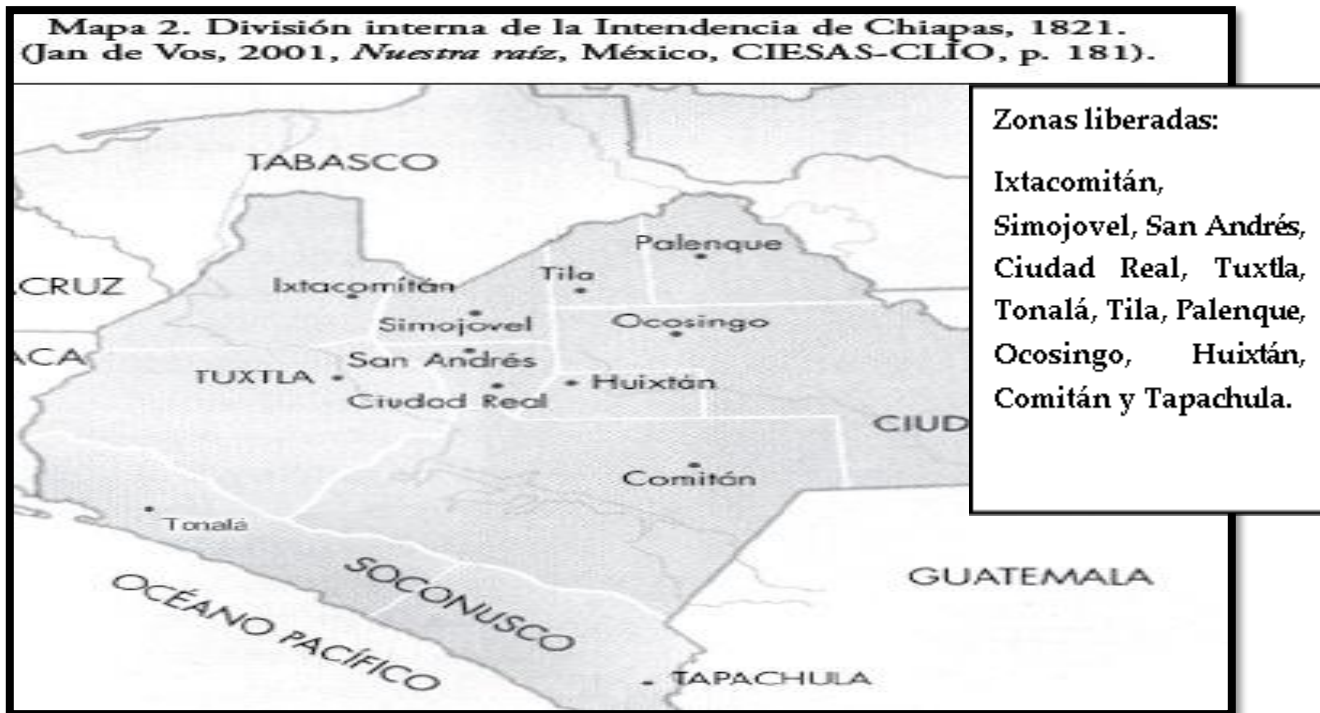 Mapa 2. División interna de la Intendencia de Chiapas, 1821.
(Jan de Vos, 2001, Nuestra raíz, México, CIESAS-CLÍO, p. 181).
Zonas liberadas:
Ixtacomitán,
Simojovel, San Andrés,
Ciudad Real, Tuxtla,
Tonalá, Tila, Palenque,
Ocosingo, Huixtán,
Comitán y Tapachula.
TABASCO
Palenque
Tila
CRUZ
Ixtacomitán
Simojovel
Ocosingo
ACA
San Andrés
TUXTLA
Huixtán
Ciudad Real
CIUD
Comitán
Tonalá
SOCONUSCO
GUATEMALA
OCÉANO PACÍFICO
TAPACHULA